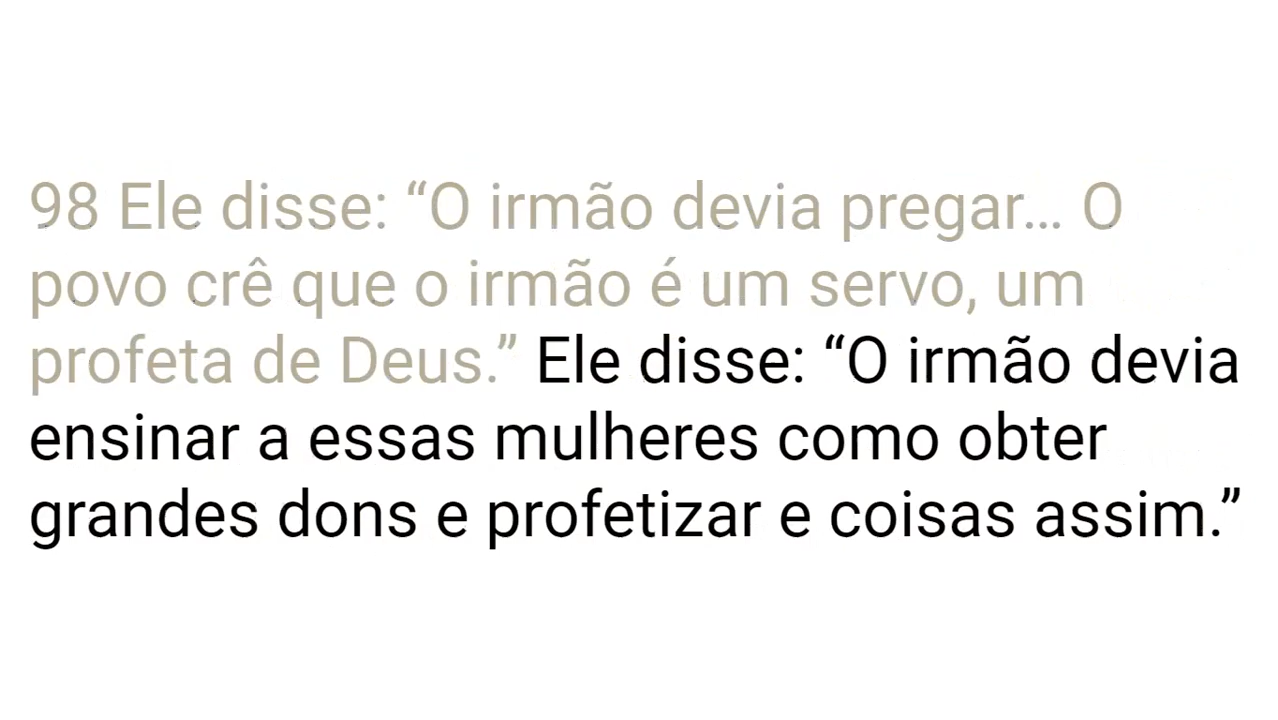 98 Ele disse: “O irmão devia pregar... O
povo crê que o irmão é um servo, um
profeta de Deus.” Ele disse: “O irmão devia
ensinar a essas mulheres como obter
grandes dons e profetizar e coisas assim.”